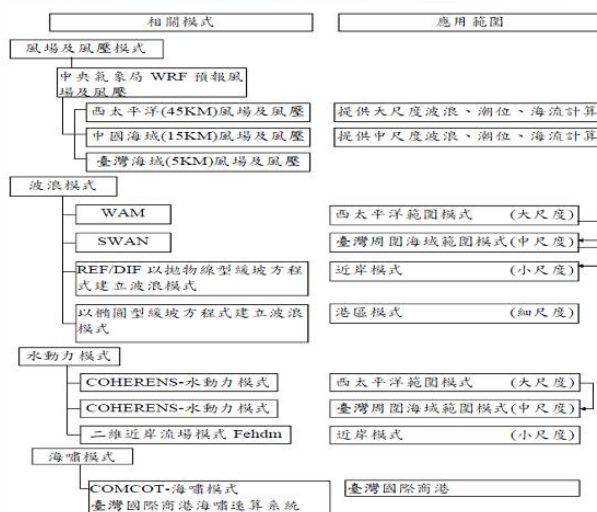 相關模式 應用範圍
風場及風壓模式
中央氣象局 WRF 預報風
場及風壓
西太平洋(45KM)風場及風壓 提供大尺度波浪、潮位、海流計算
中國海域(15KM)風場及風壓 提供中尺度波浪、潮位、海流計算
臺灣海域(5KM)風場及風壓
波浪模式
WAM 西太平洋範圍模式 (大尺度)
SWAN 臺灣周圍海域範圍模式(中尺度)
REF/DIF 以拋物線型緩坡方程
式建立波浪模式
近岸模式 (小尺度)
以橢圓型緩坡方程式建立波浪
模式
港區模式 (細尺度)
水動力模式
COHERENS-水動力模式 西太平洋範圍模式 (大尺度)
COHERENS-水動力模式 臺灣周圍海域範圍模式(中尺度)
二維近岸流場模式 Fehdm 近岸模式 (小尺度)
海嘯模式
COMCOT-海嘯模式 臺灣國際商港
臺灣國際商港海嘯速算系統